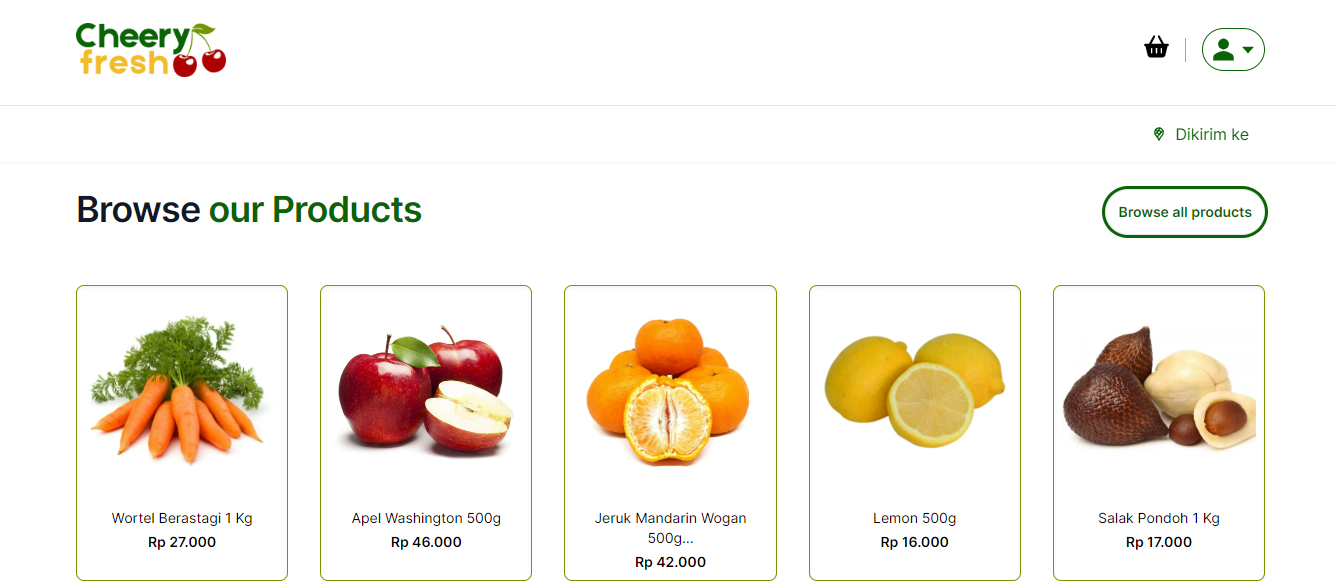 Cheery
fresh
Dikirim ke
Browse our Products
Browse all products
Wortel Berastagi 1 Kg
Rp 27.000
Apel Washington 500g
Rp 46.000
Jeruk Mandarin Wogan
500g...
Rp 42.000
Lemon 500g
Rp 16.000
Salak Pondoh 1 Kg
Rp 17.000